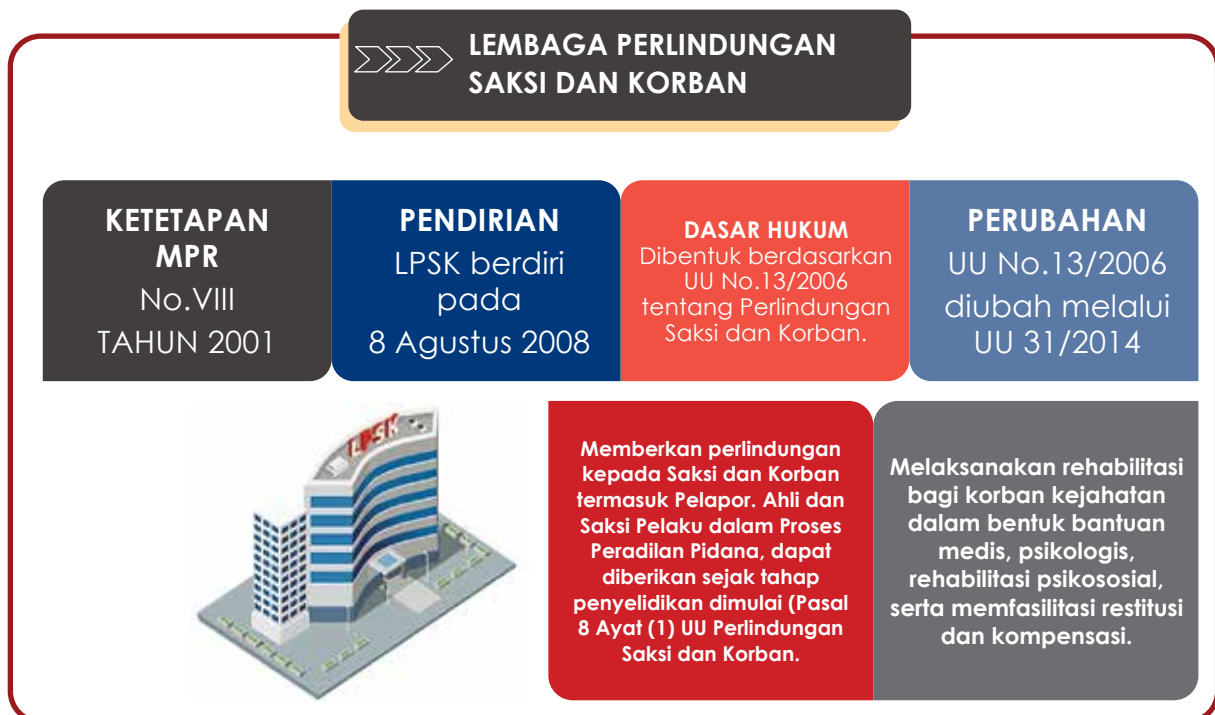 LEMBAGA PERLINDUNGAN
SAKSI DAN KORBAN
KETETAPAN
MPR
No.VIII
TAHUN 2001
PENDIRIAN
LPSK berdiri
pada
8 Agustus 2008
DASAR HUKUM
Dibentuk berdasarkan
UU No.13/2006
tentang Perlindungan
Saksi dan Korban.
PERUBAHAN
UU No.13/2006
diubah melalui
UU 31/2014
LPSK
Memberkan perlindungan
kepada Saksi dan Korban
termasuk Pelapor. Ahli dan
Saksi Pelaku dalam Proses
Peradilan Pidana, dapat
diberikan sejak tahap
penyelidikan dimulai (Pasal
8 Ayat (1) UU Perlindungan
Saksi dan Korban.
Melaksanakan rehabilitasi
bagi korban kejahatan
dalam bentuk bantuan
medis, psikologis,
rehabilitasi psikososial,
serta memfasilitasi restitusi
dan kompensasi.